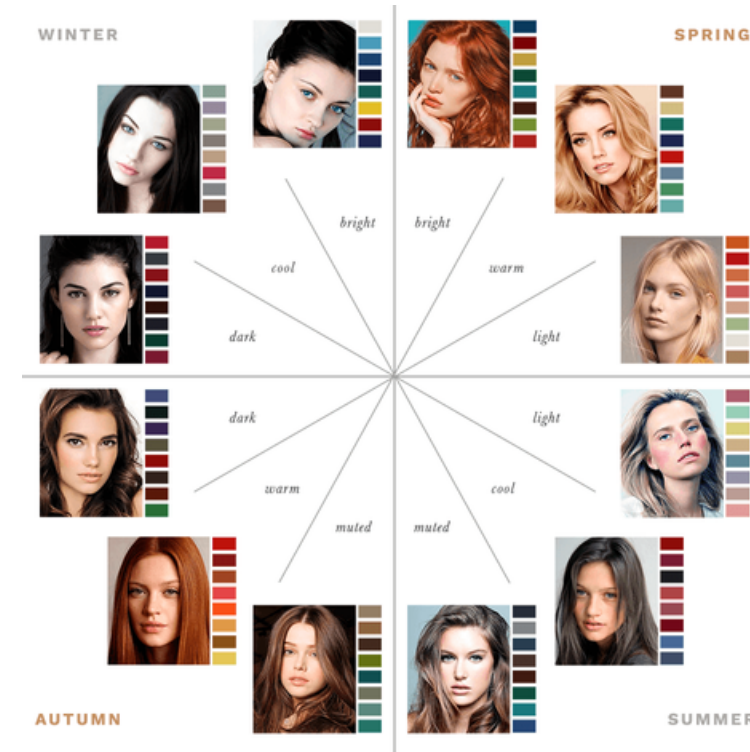 WINTER
SPRING
bright
bright
cool
warm
dark
light
dark
light
warm
cool
muted
muted
AUTUMN
SUMMER